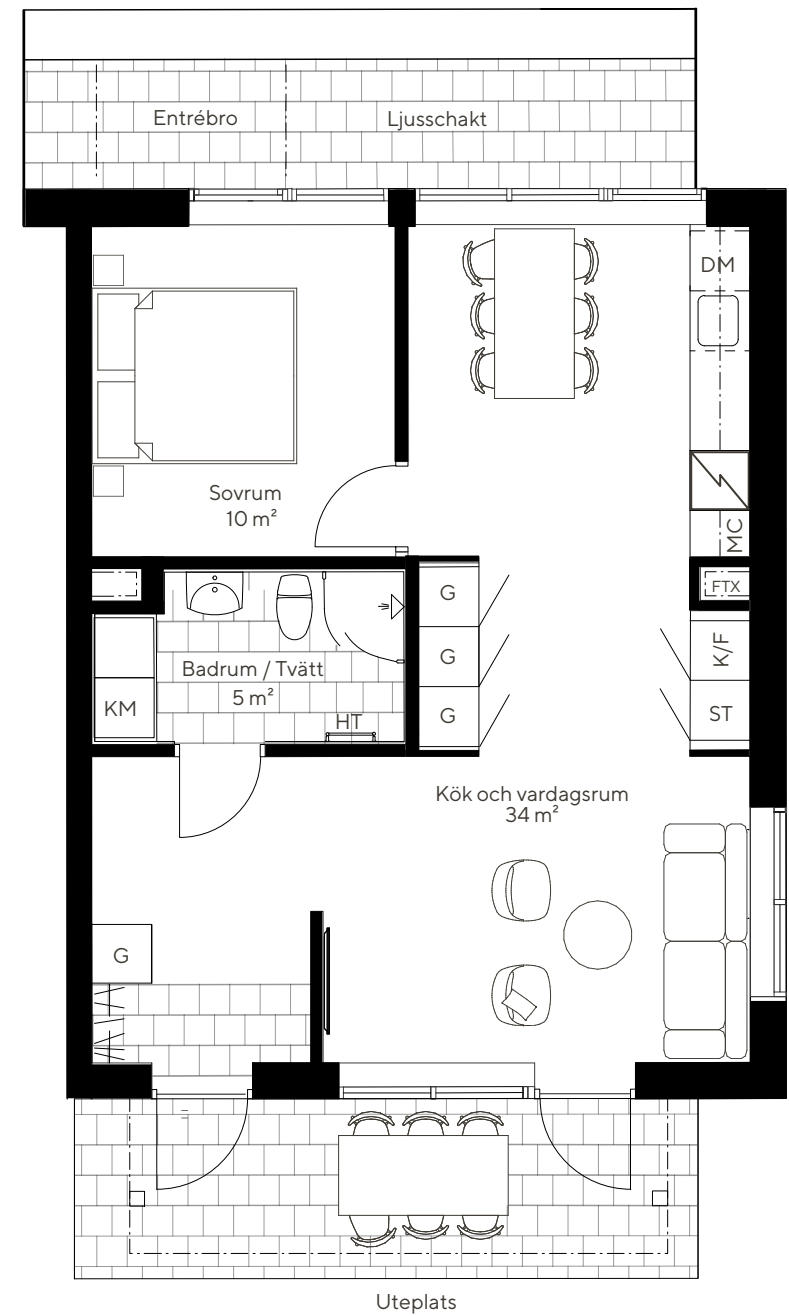 Entrébro
Ljusschakt
DM
Sovrum
10 m²
MC
FTX
G
K/F
G
Badrum / Tvätt
5 m²
KM
HT
G
ST
Kök och vardagsrum
34 m²
G
Uteplats